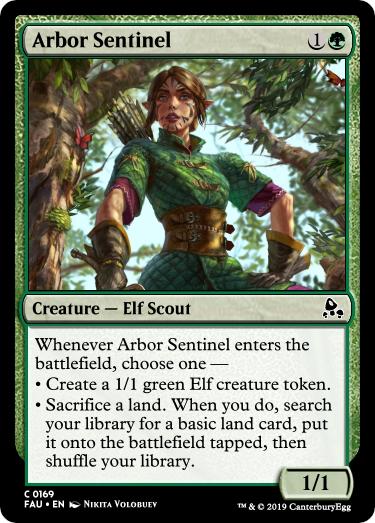 Arbor Sentinel 1
Creature — Elf Scout
Whenever Arbor Sentinel enters the
battlefield, choose one —
• Create a 1/1 green Elf creature token.
• Sacrifice a land. When you do, search
your library for a basic land card, put
it onto the battlefield tapped, then
shuffle your library.
1/1
C 0169
FAU • EN Nikita Volobuev
™ & © 2019 CanterburyEgg